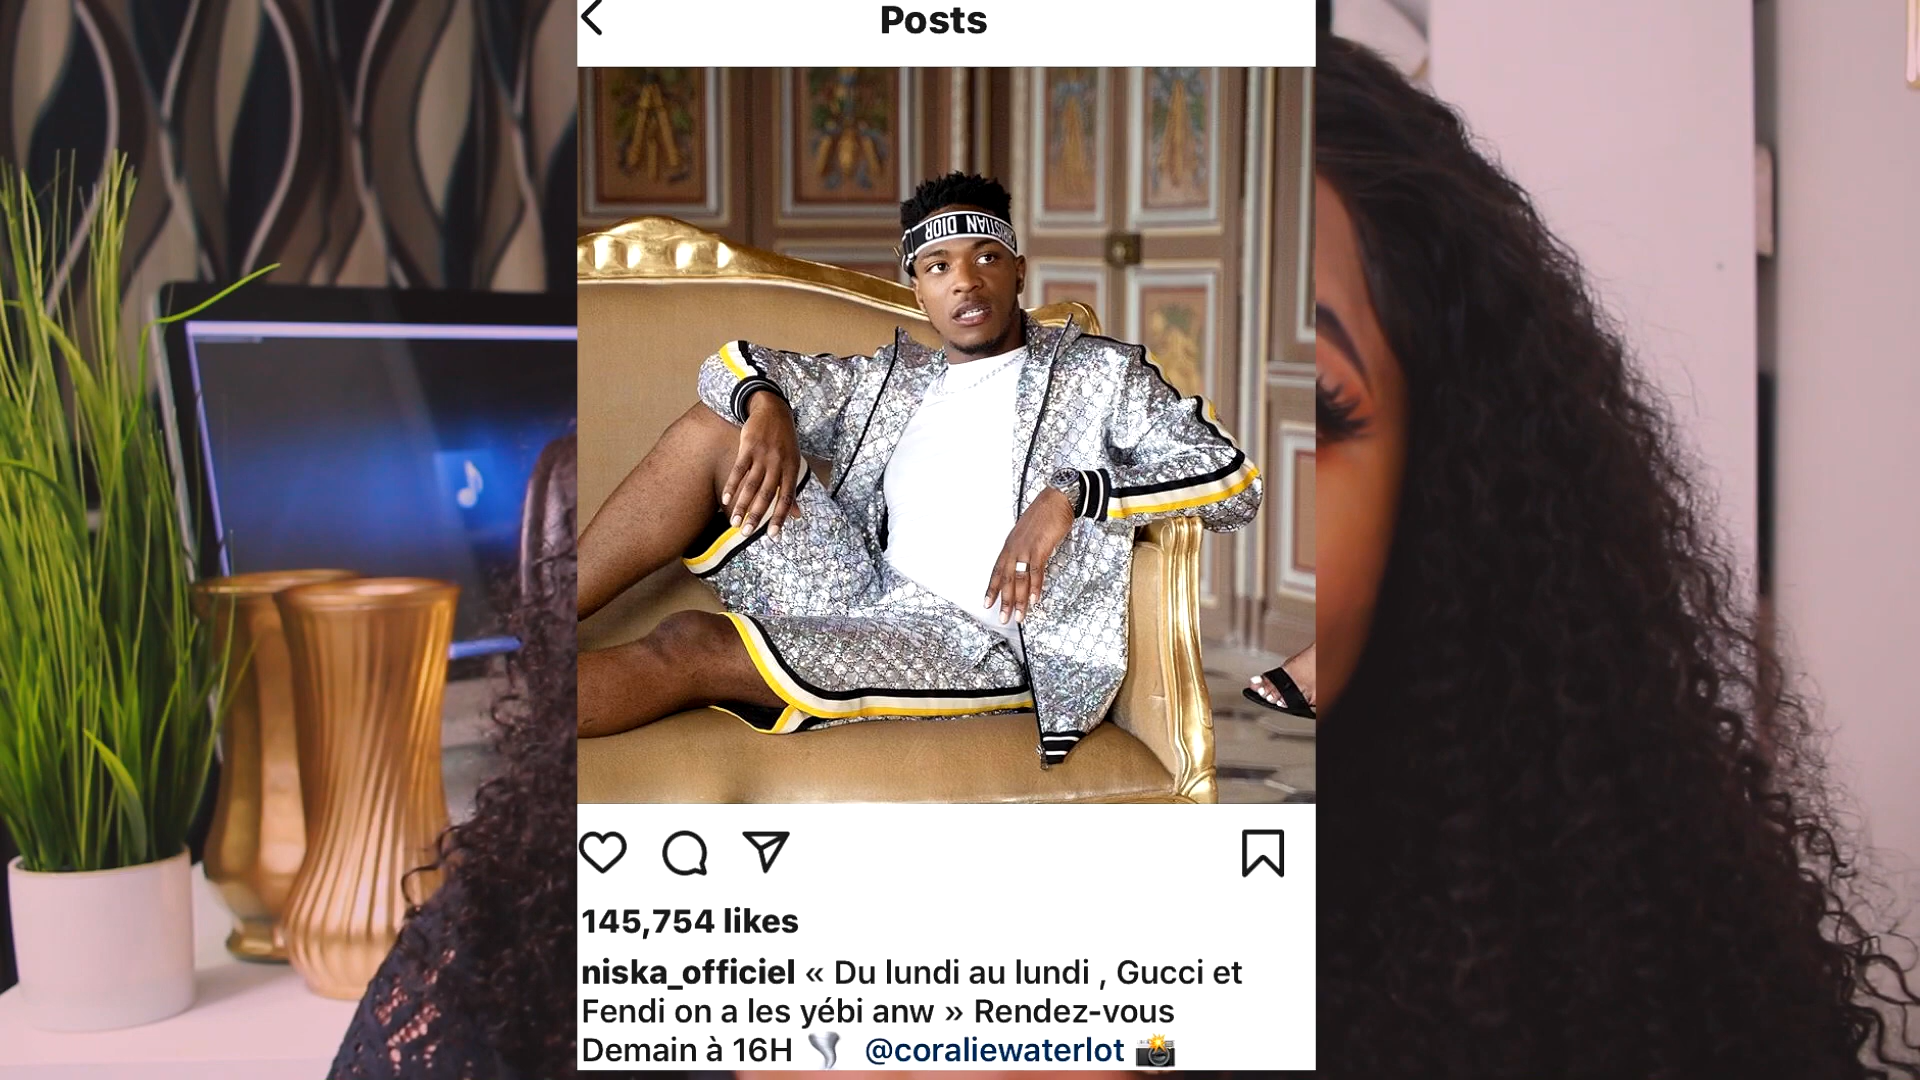 Posts
CHRISTIAN DIOR
145,754 likes
niska_officiel « Du lundi au lundi , Gucci et
Fendi on a les yébi anw » Rendez-vous
Demain à 16H 🌪️ @coraliewaterlot 📸